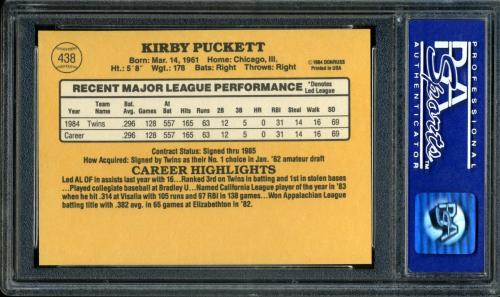 438
KIRBY PUCKETT
Born: Mar. 14, 1961 Home: Chicago, Ill.
Ht.: 5'8" Wgt.: 178 Bats: Right Throws: Right
© 1984 DONRUSS
Printed in USA
RECENT MAJOR LEAGUE PERFORMANCE
*Denotes
Led League
Year Team Name Bat. Avg. Games At Bat Hits Runs 2B 3B HR RBI Steal Walk SO
1984 Twins .296 128 557 165 63 12 5 0 31 14 16 69
Career .296 128 557 165 63 12 5 0 31 14 16 69
Contract Status: Signed thru 1985
How Acquired: Signed by Twins as their No. 1 choice in Jan. '82 amateur draft
CAREER HIGHLIGHTS
Led AL OF in assists last year with 16...Ranked 3rd on Twins in batting and 1st in stolen bases
...Played collegiate baseball at Bradley U...Named California League player of the year in '83
when he hit .314 at Visalia with 105 runs and 97 RBI in 138 games...Won Appalachian League
batting title with .382 avg. in 65 games at Elizabethton in '82.
PROFESSIONAL
SPORTS
AUTHENTICATOR
PSA
Sports
TM
PSA